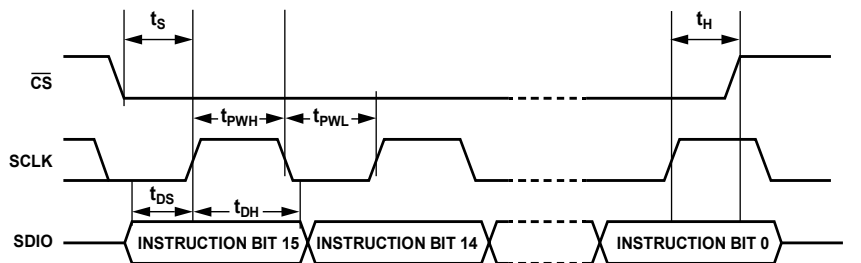 tS
tH
CS
tPWH
tPWL
SCLK
tDS
tDH
SDIO
INSTRUCTION BIT 15
INSTRUCTION BIT 14
INSTRUCTION BIT 0